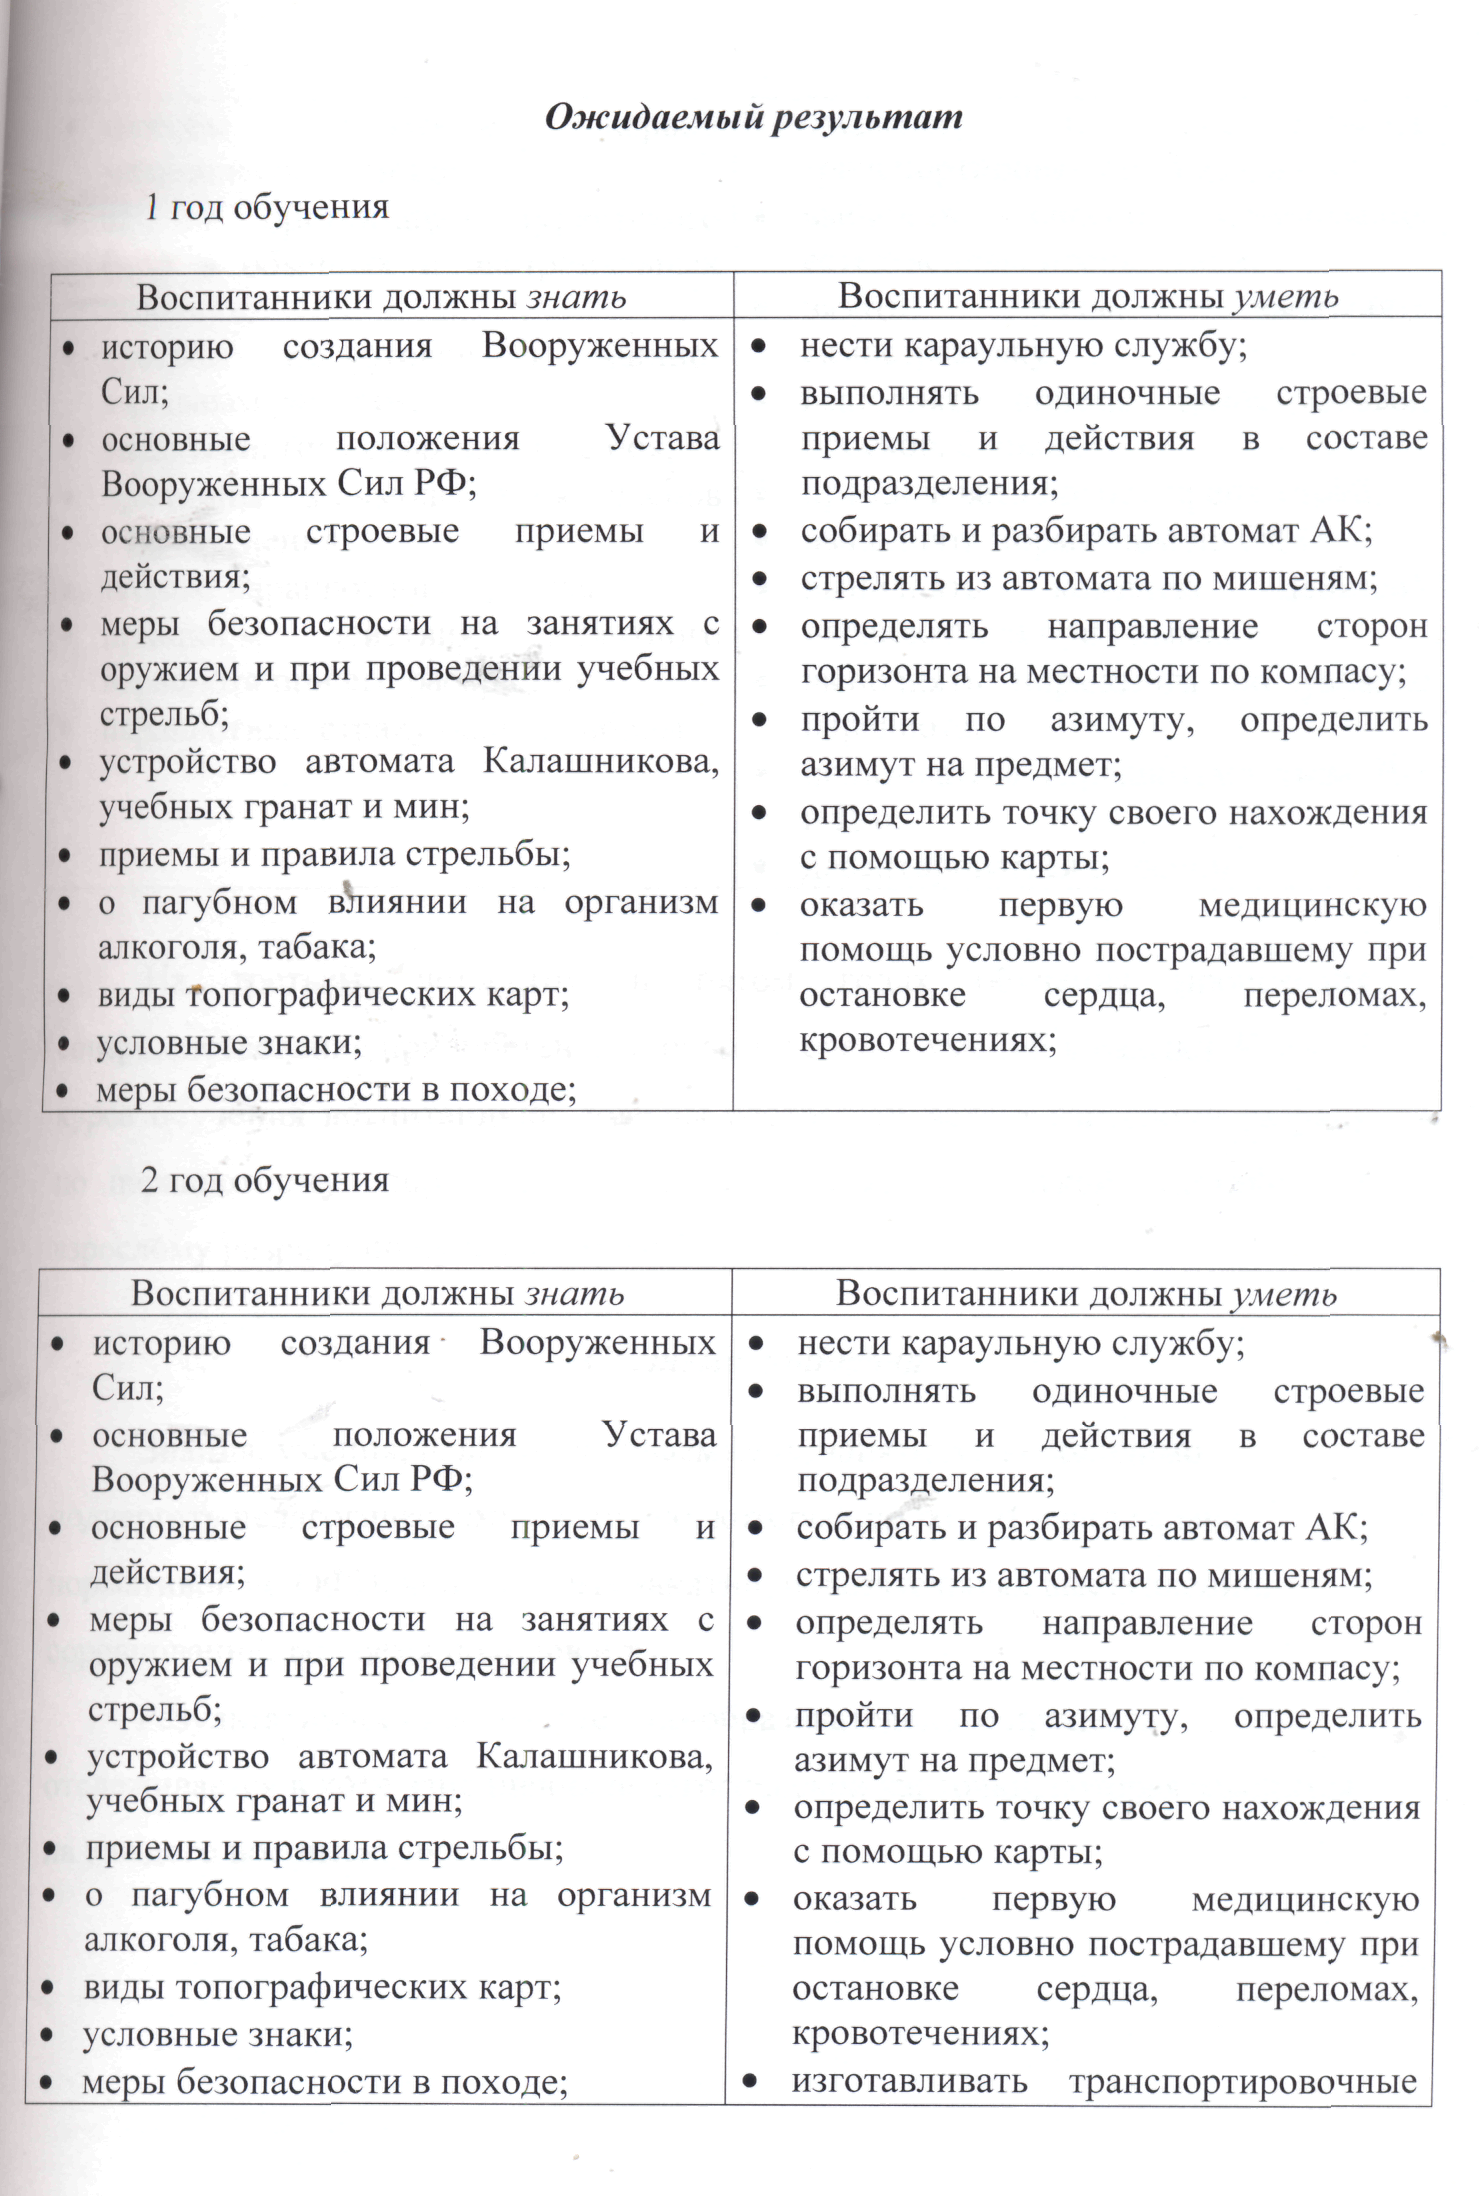 Ожидаемый результат
1 год обучения
Воспитанники должны знать
• историю создания Вооруженных
Сил;
• основные положения Устава
Вооруженных Сил РФ;
• основные строевые приемы и
действия;
• меры безопасности на занятиях с
оружием и при проведении учебных
стрельб;
• устройство автомата Калашникова,
учебных гранат и мин;
• приемы и правила стрельбы;
• о пагубном влиянии на организм
алкоголя, табака;
• виды топографических карт;
• условные знаки;
• меры безопасности в походе;
Воспитанники должны уметь
• нести караульную службу;
• выполнять одиночные строевые
приемы и действия в составе
подразделения;
• собирать и разбирать автомат АК;
• стрелять из автомата по мишеням;
• определять направление сторон
горизонта на местности по компасу;
• пройти по азимуту, определить
азимут на предмет;
• определить точку своего нахождения
с помощью карты;
• оказать первую медицинскую
помощь условно пострадавшему при
остановке сердца, переломах,
кровотечениях;
2 год обучения
Воспитанники должны знать
• историю создания Вооруженных
Сил;
• основные положения Устава
Вооруженных Сил РФ;
• основные строевые приемы и
действия;
• меры безопасности на занятиях с
оружием и при проведении учебных
стрельб;
• устройство автомата Калашникова,
учебных гранат и мин;
• приемы и правила стрельбы;
• о пагубном влиянии на организм
алкоголя, табака;
• виды топографических карт;
• условные знаки;
• меры безопасности в походе;
Воспитанники должны уметь
• нести караульную службу;
• выполнять одиночные строевые
приемы и действия в составе
подразделения;
• собирать и разбирать автомат АК;
• стрелять из автомата по мишеням;
• определять направление сторон
горизонта на местности по компасу;
• пройти по азимуту, определить
азимут на предмет;
• определить точку своего нахождения
с помощью карты;
• оказать первую медицинскую
помощь условно пострадавшему при
остановке сердца, переломах,
кровотечениях;
• изготавливать транспортировочные